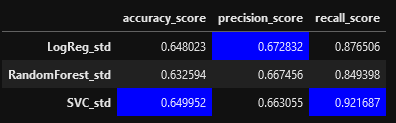 accuracy_score precision_score recall_score
LogReg_std 0.648023 0.672832 0.876506
RandomForest_std 0.632594 0.667456 0.849398
SVC_std 0.649952 0.663055 0.921687